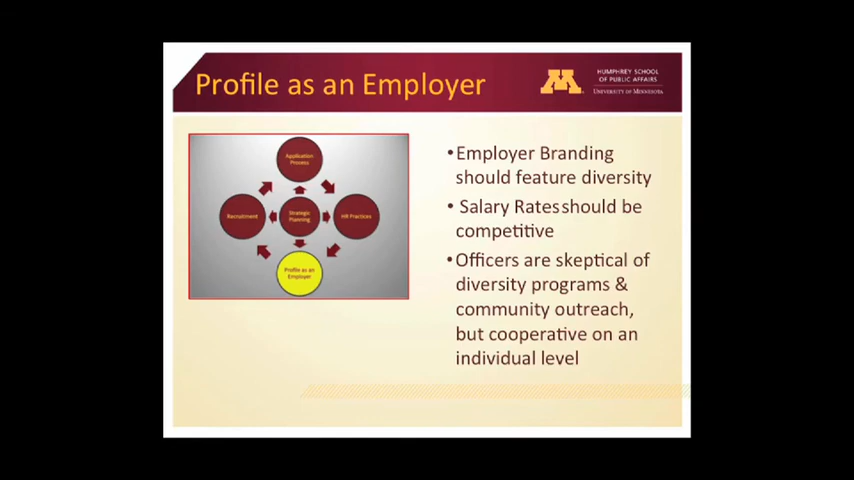 Profile as an Employer
M
HUMPHREY SCHOOL
OF PUBLIC AFFAIRS
UNIVERSITY OF MINNESOTA
Application
Process
Recruitment
Strategic
Planning
HR Practices
Profile as an
Employer
•Employer Branding
should feature diversity
• Salary Rates should be
competitive
•Officers are skeptical of
diversity programs &
community outreach,
but cooperative on an
individual level